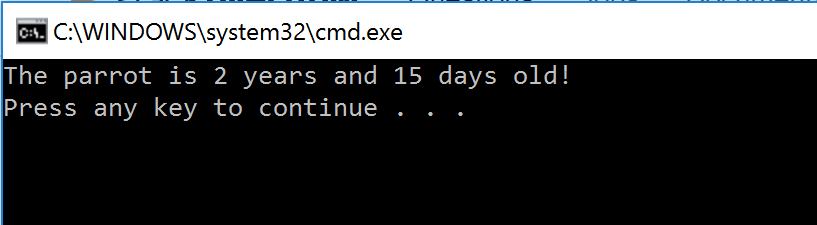 C:\WINDOWS\system32\cmd.exe
The parrot is 2 years and 15 days old!
Press any key to continue . . .